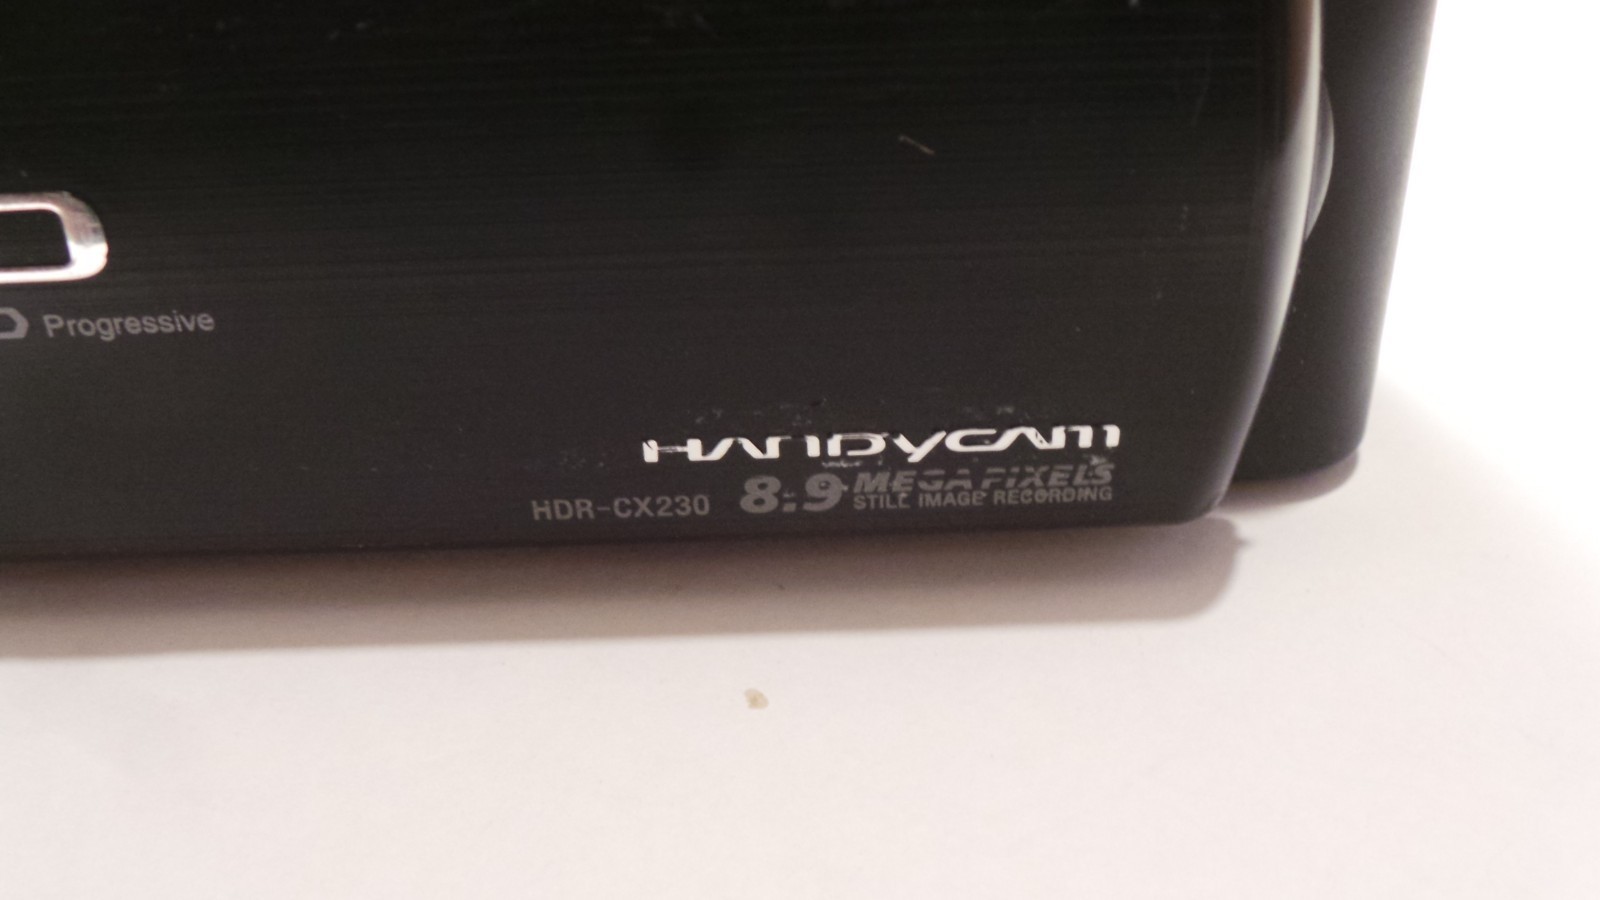 Progressive
HANDYCAM
HDR-CX230 8.9 MEGA PIXELS
STILL IMAGE RECORDING